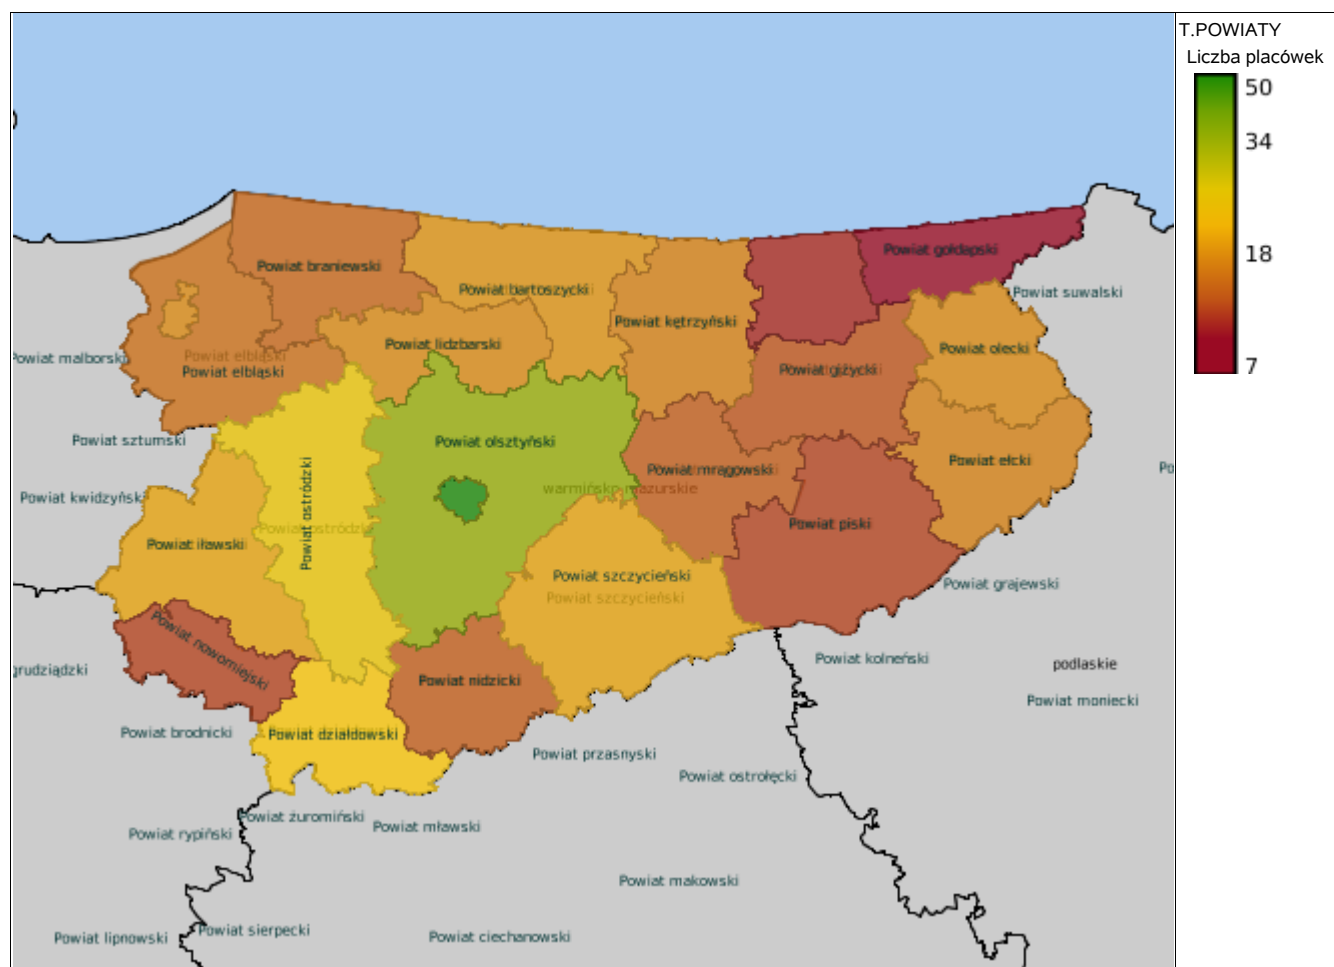 T.POWIATY
Liczba placówek
50
34
18
7
Powiat gołdapski
Powiat braniewski
Powiat suwalski
Powiat bartoszycki
Powiat kętrzyński
Powiat lidzbarski
Powiat olecki
Powiat malborski
Powiat elbląski
Powiat elbląski
Powiat giżycki
Powiat sztumski
Powiat olsztyński
Powiat ełcki
Powiat mrągowski
warmińsko-mazurskie
Powiat kwidzyński
Powiat ostródzki
Powiat ostródzki
Powiat piski
Powiat iławski
Powiat szczycieński
Powiat szczycieński
Powiat grajewski
Powiat nowomiejski
grudziądzki
Powiat nidzicki
Powiat kolneński
podlaskie
Powiat moniecki
Powiat brodnicki
Powiat działdowski
Powiat przasnyski
Powiat ostrołęcki
Powiat żuromiński
Powiat mławski
Powiat rypiński
Powiat makowski
Powiat sierpecki
Powiat lipnowski
Powiat ciechanowski